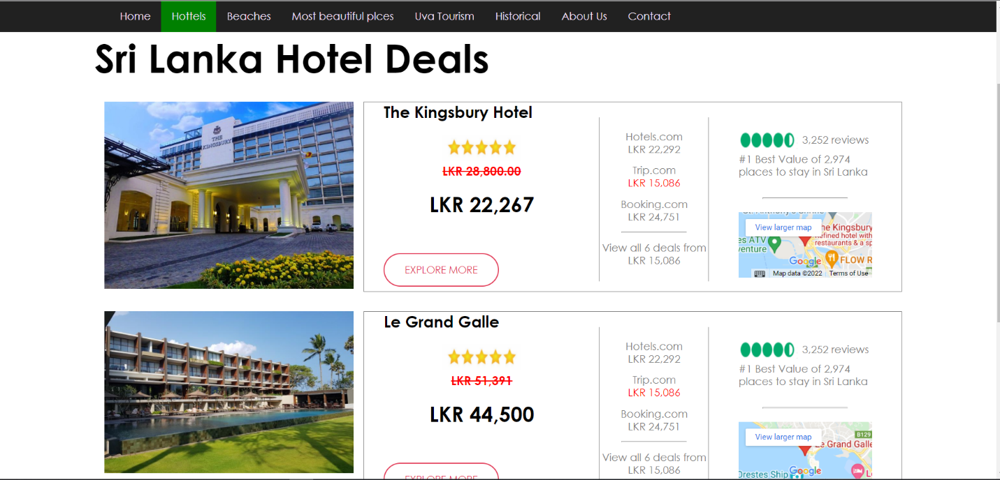 Home Hottels Beaches Most beautiful plces Uva Tourism Historical About Us Contact
Sri Lanka Hotel Deals
THE
KINGSBURY
The Kingsbury Hotel
LKR 28,800.00
LKR 22,267
EXPLORE MORE
Hotels.com
LKR 22,292
Trip.com
LKR 15,086
Booking.com
LKR 24,751
View all 6 deals from
LKR 15,086
3,252 reviews
#1 Best Value of 2,974
places to stay in Sri Lanka
View larger map
he Kingsbury
Refined hotel with
restaurants & a sp
es ATV
venture
Google
FLOW R
Map data ©2022 Terms of Use
Le Grand Galle
LKR 51,391
LKR 44,500
EXPLORE MORE
Hotels.com
LKR 22,292
Trip.com
LKR 15,086
Booking.com
LKR 24,751
View all 6 deals from
LKR 15,086
3,252 reviews
#1 Best Value of 2,974
places to stay in Sri Lanka
View larger map
B129
Le Grand Galle
Google
Orestes Ship